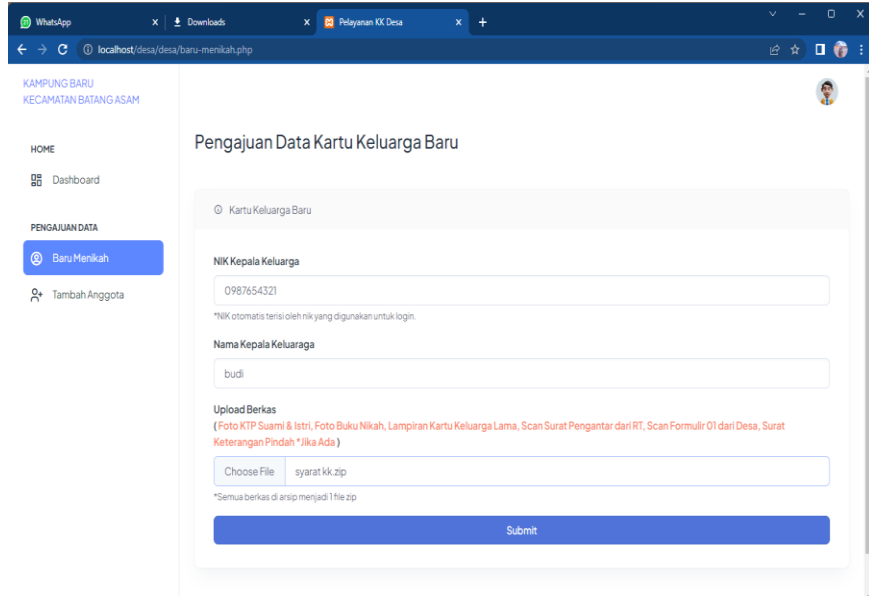 WhatsApp
Downloads
Pelayanan KK Desa
localhost/desa/desa/baru-menikah.php
KAMPUNG BARU
KECAMATAN BATANG ASAM
Pengajuan Data Kartu Keluarga Baru
HOME
Dashboard
Kartu Keluarga Baru
PENGAJUAN DATA
Baru Menikah
Tambah Anggota
NIK Kepala Keluarga
0987654321
*NIK otomatis terisi oleh nik yang digunakan untuk login.
Nama Kepala Keluaraga
budi
Upload Berkas
( Foto KTP Suami & Istri, Foto Buku Nikah, Lampiran Kartu Keluarga Lama, Scan Surat Pengantar dari RT, Scan Formulir 01 dari Desa, Surat
Keterangan Pindah *Jika Ada )
Choose File syarat kk.zip
*Semua berkas di arsip menjadi 1 file zip
Submit